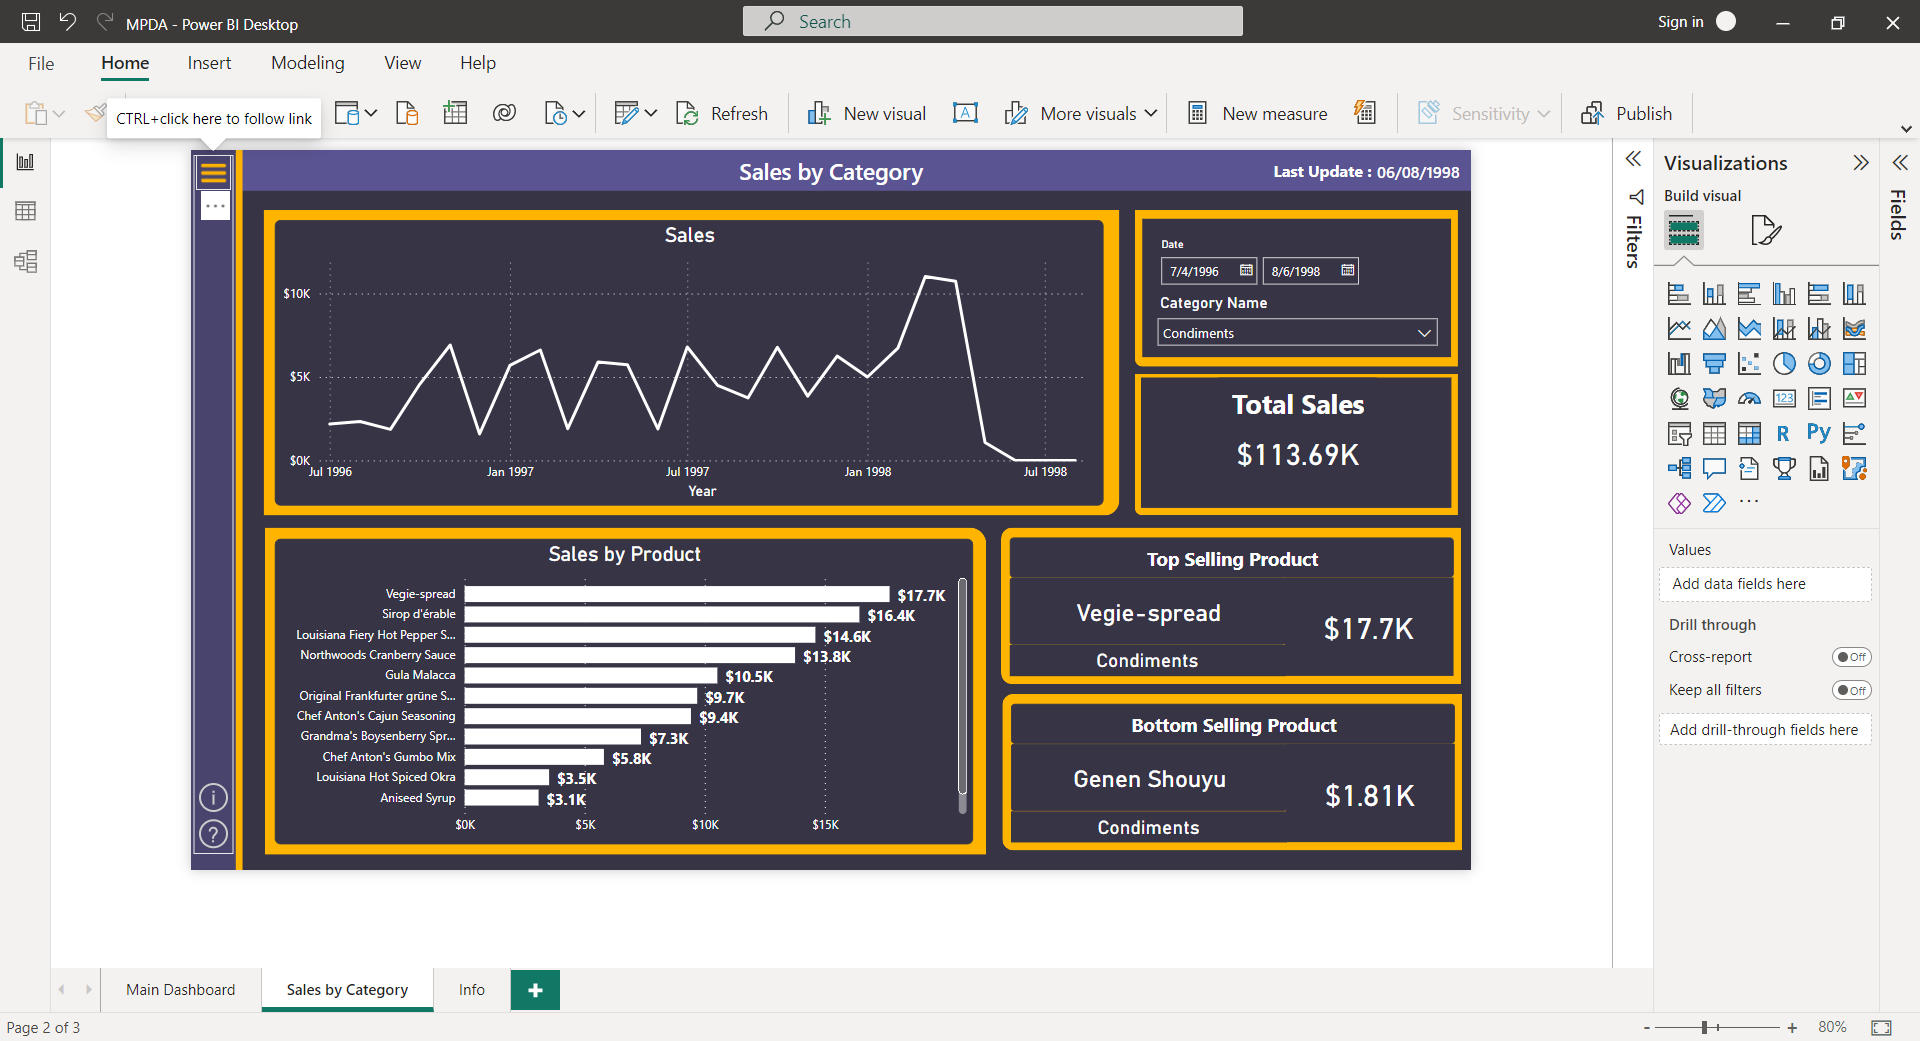 MPDA - Power BI Desktop
Search
Sign in
File
Home
Insert
Modeling
View
Help
CTRL+click here to follow link
Refresh
New visual
More visuals
New measure
Sensitivity
Publish
Sales by Category
Last Update : 06/08/1998
Sales
$10K
$5K
$0K
Jul 1996
Jan 1997
Jul 1997
Jan 1998
Jul 1998
Year
Date
7/4/1996
8/6/1998
Category Name
Condiments
Total Sales
$113.69K
Sales by Product
Vegie-spread $17.7K
Sirop d'érable $16.4K
Louisiana Fiery Hot Pepper S... $14.6K
Northwoods Cranberry Sauce $13.8K
Gula Malacca $10.5K
Original Frankfurter grüne S... $9.7K
Chef Anton's Cajun Seasoning $9.4K
Grandma's Boysenberry Spr... $7.3K
Chef Anton's Gumbo Mix $5.8K
Louisiana Hot Spiced Okra $3.5K
Aniseed Syrup $3.1K
$0K
$5K
$10K
$15K
Top Selling Product
Vegie-spread
$17.7K
Condiments
Bottom Selling Product
Genen Shouyu
$1.81K
Condiments
Filters
Visualizations
Build visual
123
R
Py
Values
Add data fields here
Drill through
Cross-report
Off
Keep all filters
Off
Add drill-through fields here
Fields
Main Dashboard
Sales by Category
Info
Page 2 of 3
80%